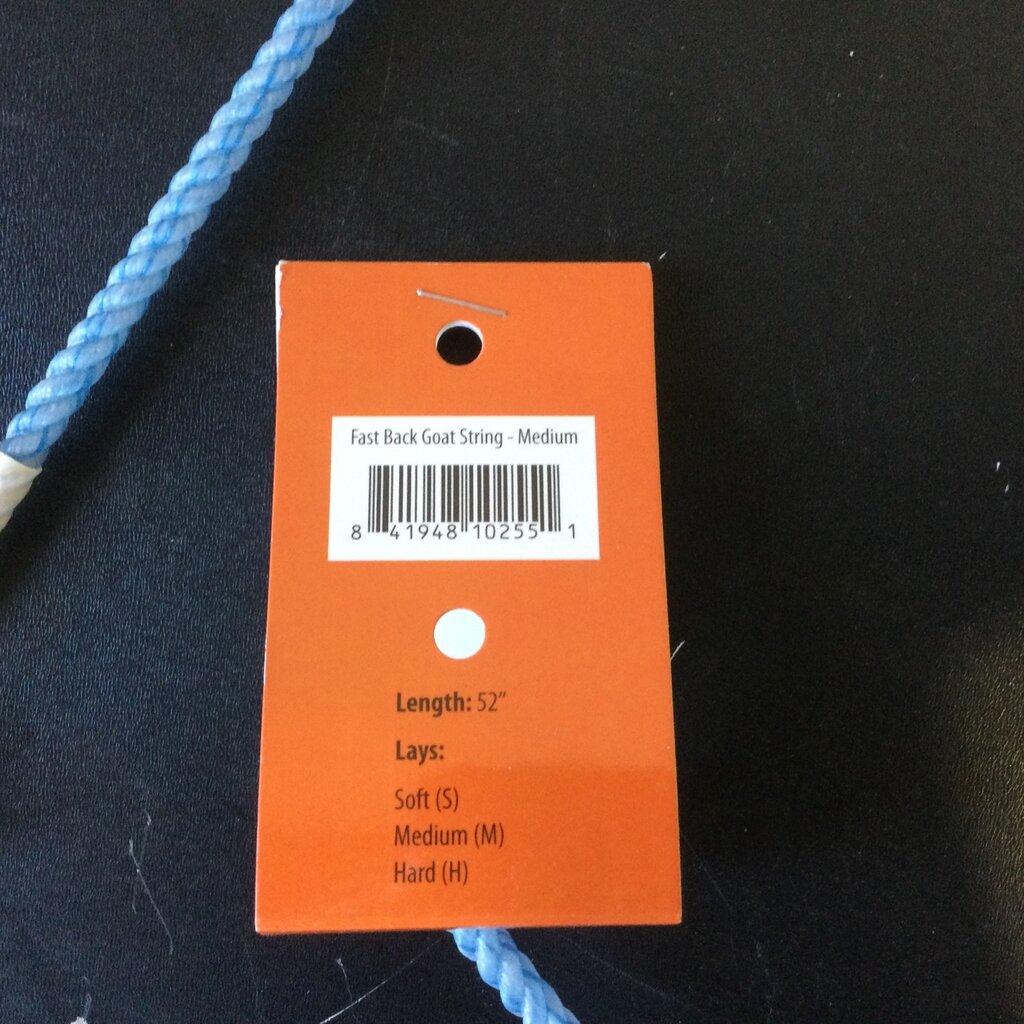 Fast Back Goat String - Medium
8 41948 10255 1
Length: 52”
Lays:
Soft (S)
Medium (M)
Hard (H)